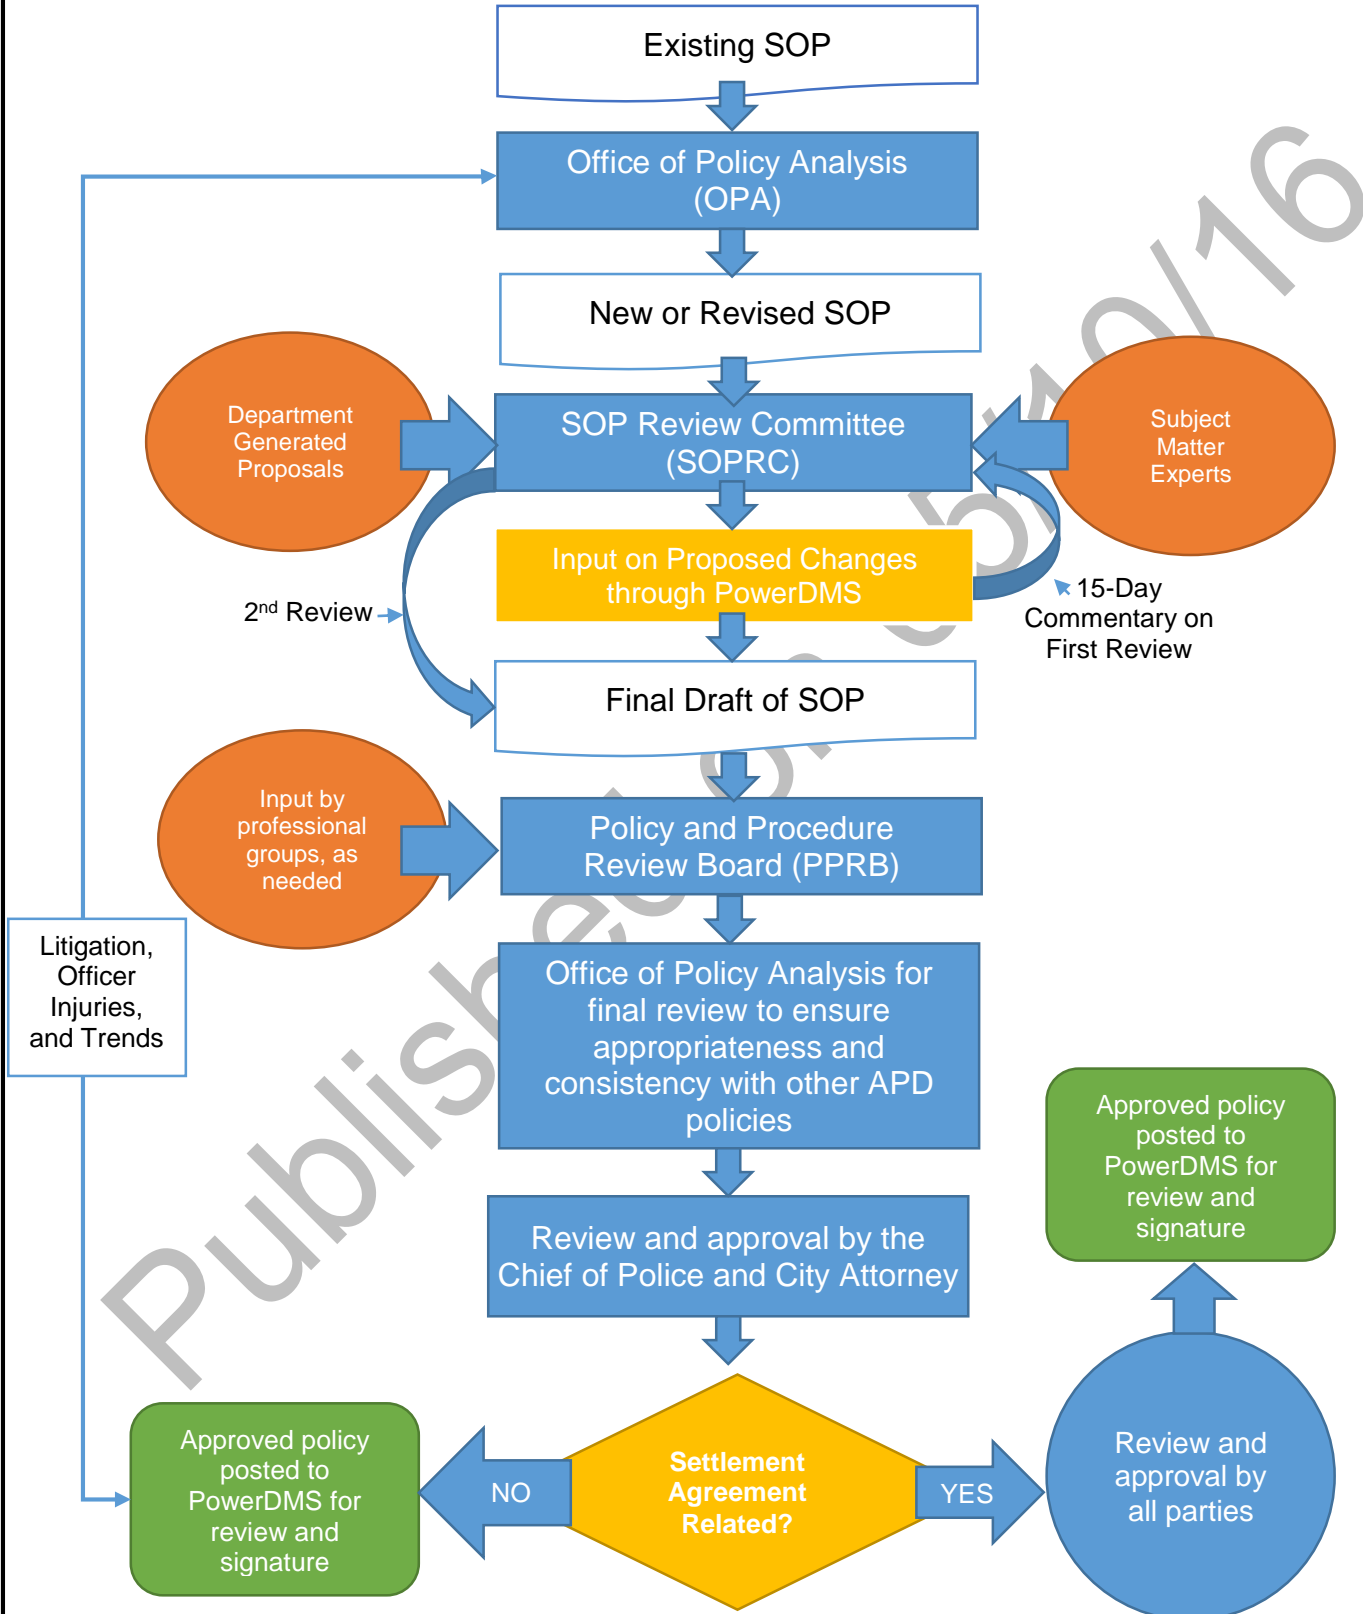 Existing SOP
Office of Policy Analysis
(OPA)
New or Revised SOP
Department
Generated
Proposals
SOP Review Committee
(SOPRC)
Subject
Matter
Experts
Input on Proposed Changes
through PowerDMS
2nd Review
15-Day
Commentary on
First Review
Final Draft of SOP
Input by
professional
groups, as
needed
Policy and Procedure
Review Board (PPRB)
Litigation,
Officer
Injuries,
and Trends
Office of Policy Analysis for
final review to ensure
appropriateness and
consistency with other APD
policies
Approved policy
posted to
PowerDMS for
review and
signature
Review and approval by the
Chief of Police and City Attorney
Approved policy
posted to
PowerDMS for
review and
signature
NO
Settlement
Agreement
Related?
YES
Review and
approval by
all parties